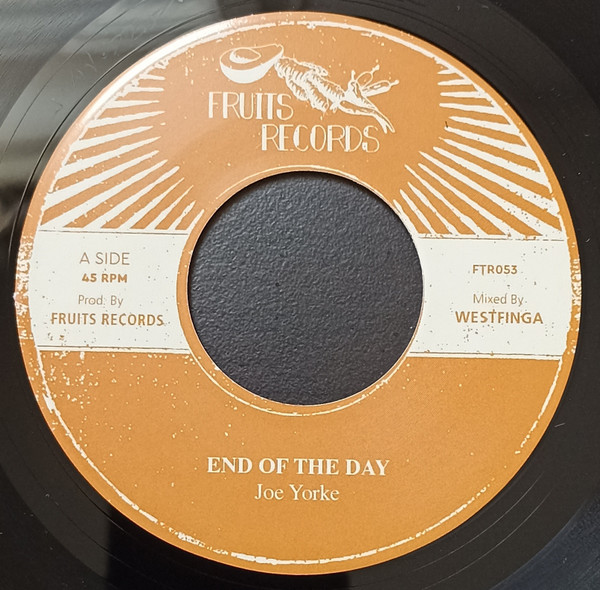 FRUITS
RECORDS
A SIDE
45 RPM
Prod. By
FRUITS RECORDS
FTR053
Mixed By
WESTFINGA
END OF THE DAY
Joe Yorke